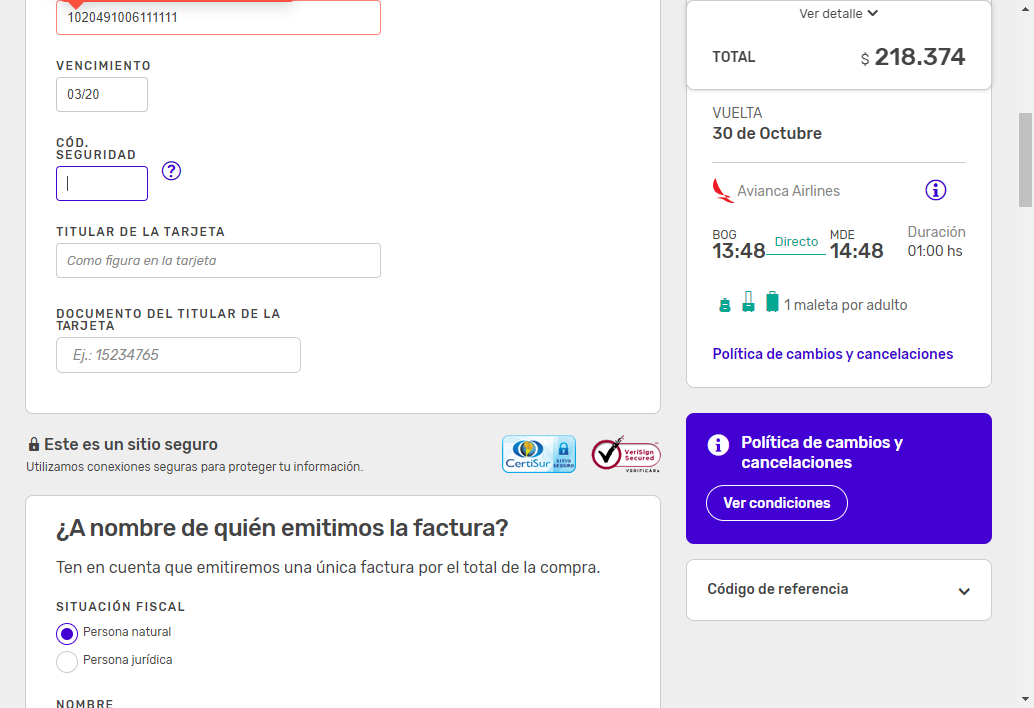 1020491006111111
VENCIMIENTO
03/20
CÓD.
SEGURIDAD
?
TITULAR DE LA TARJETA
Como figura en la tarjeta
DOCUMENTO DEL TITULAR DE LA
TARJETA
Ej.: 15234765
Este es un sitio seguro
Utilizamos conexiones seguras para proteger tu información.
CertiSur SITIO SEGURO
VeriSign
Secured
VERIFICAR
¿A nombre de quién emitimos la factura?
Ten en cuenta que emitiremos una única factura por el total de la compra.
SITUACIÓN FISCAL
Persona natural
Persona jurídica
NOMBRE
Ver detalle
TOTAL $ 218.374
VUELTA
30 de Octubre
Avianca Airlines
BOG Directo MDE Duración
13:48 14:48 01:00 hs
1 maleta por adulto
Política de cambios y cancelaciones
Política de cambios y
cancelaciones
Ver condiciones
Código de referencia